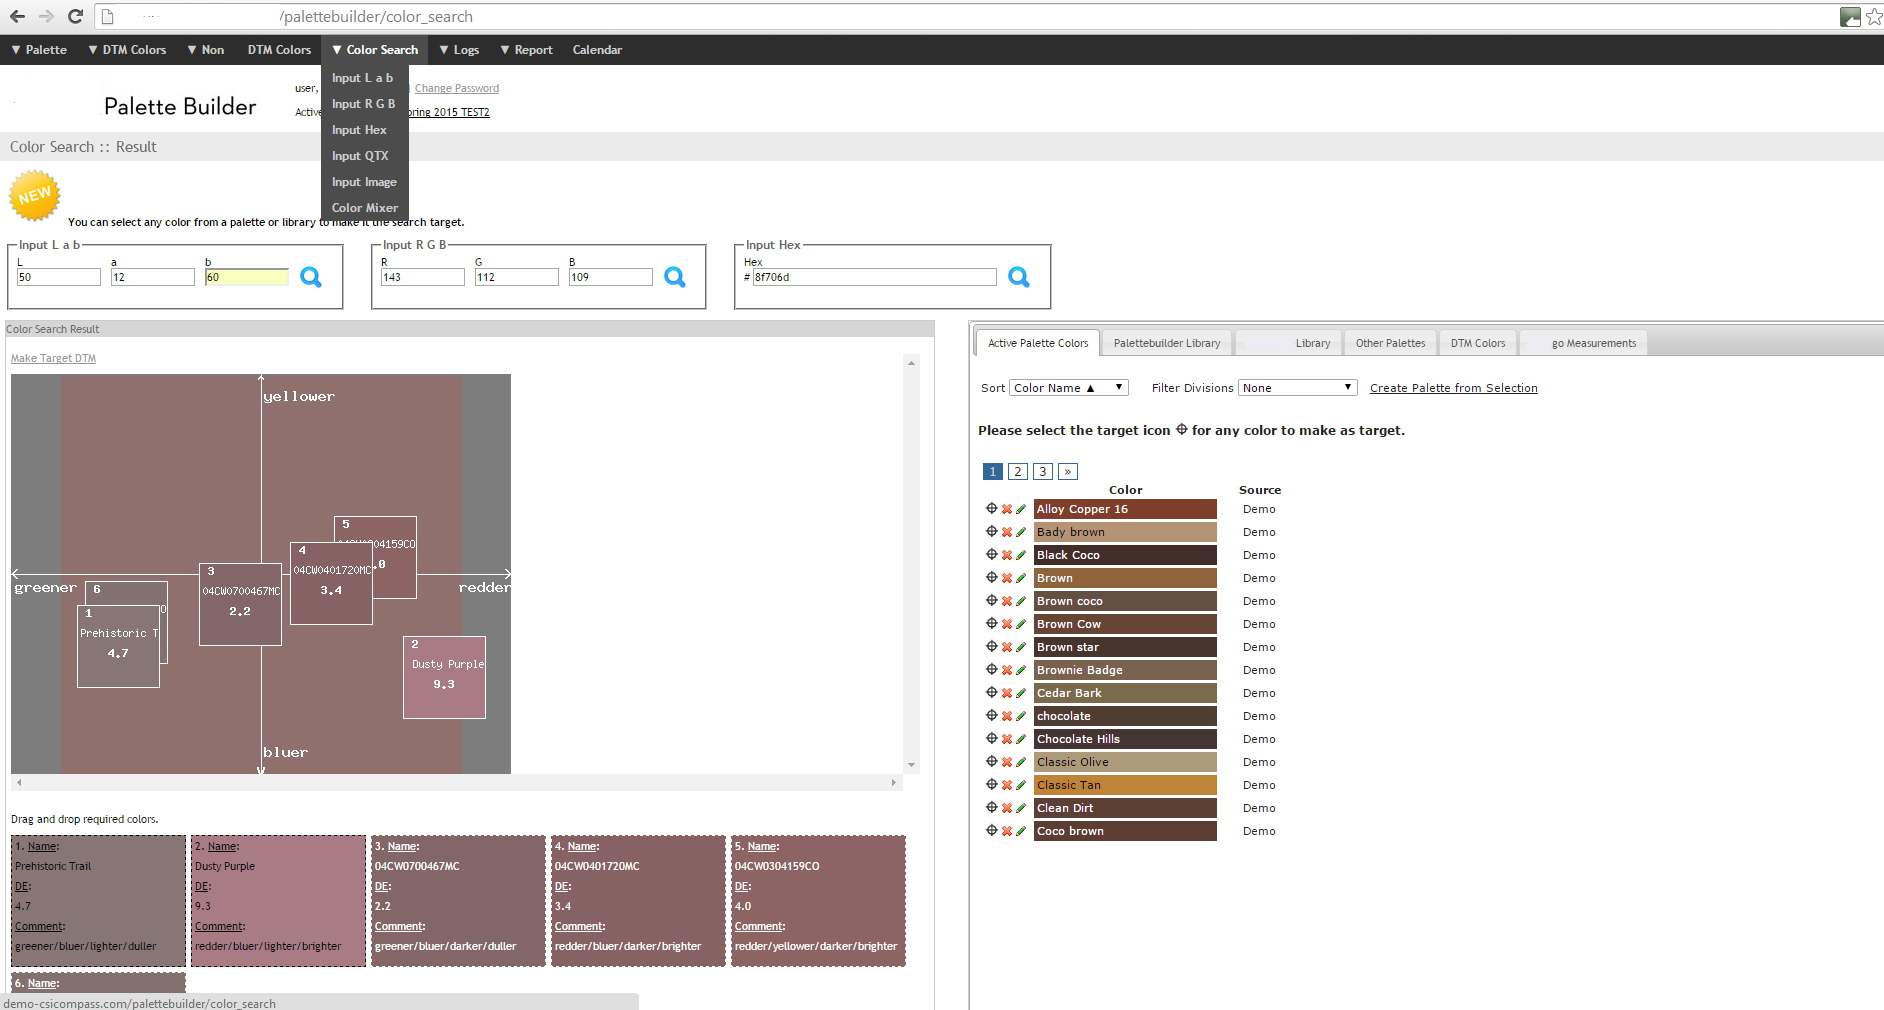 /palettebuilder/color_search
▼ Palette ▼ DTM Colors ▼ Non DTM Colors ▼ Color Search ▼ Logs ▼ Report Calendar
Input L a b
Input R G B
Input Hex
Input QTX
Input Image
Color Mixer
Palette Builder
user, Change Password
Active oring 2015 TEST2
Color Search :: Result
NEW
You can select any color from a palette or library to make it the search target.
Input L a b
L a b
50 12 60
Input R G B
R G B
143 112 109
Input Hex
Hex
# 8f706d
Color Search Result
Make Target DTM
yellower
5
04CW0304159CO
.0
4
04CW0401720MC
3.4
3
04CW0700467MC
2.2
greener
redder
6
1
Prehistoric T
4.7
2
Dusty Purple
9.3
bluer
Drag and drop required colors.
1. Name:
Prehistoric Trail
DE:
4.7
Comment:
greener/bluer/lighter/duller
2. Name:
Dusty Purple
DE:
9.3
Comment:
redder/bluer/lighter/brighter
3. Name:
04CW0700467MC
DE:
2.2
Comment:
greener/bluer/darker/duller
4. Name:
04CW0401720MC
DE:
3.4
Comment:
redder/bluer/darker/brighter
5. Name:
04CW0304159CO
DE:
4.0
Comment:
redder/yellower/darker/brighter
6. Name:
demo-csicompass.com/palettebuilder/color_search
Active Palette Colors Palettebuilder Library Library Other Palettes DTM Colors go Measurements
Sort Color Name ▲ ▼ Filter Divisions None ▼ Create Palette from Selection
Please select the target icon for any color to make as target.
1 2 3 »
Color Source
Alloy Copper 16 Demo
Bady brown Demo
Black Coco Demo
Brown Demo
Brown coco Demo
Brown Cow Demo
Brown star Demo
Brownie Badge Demo
Cedar Bark Demo
chocolate Demo
Chocolate Hills Demo
Classic Olive Demo
Classic Tan Demo
Clean Dirt Demo
Coco brown Demo